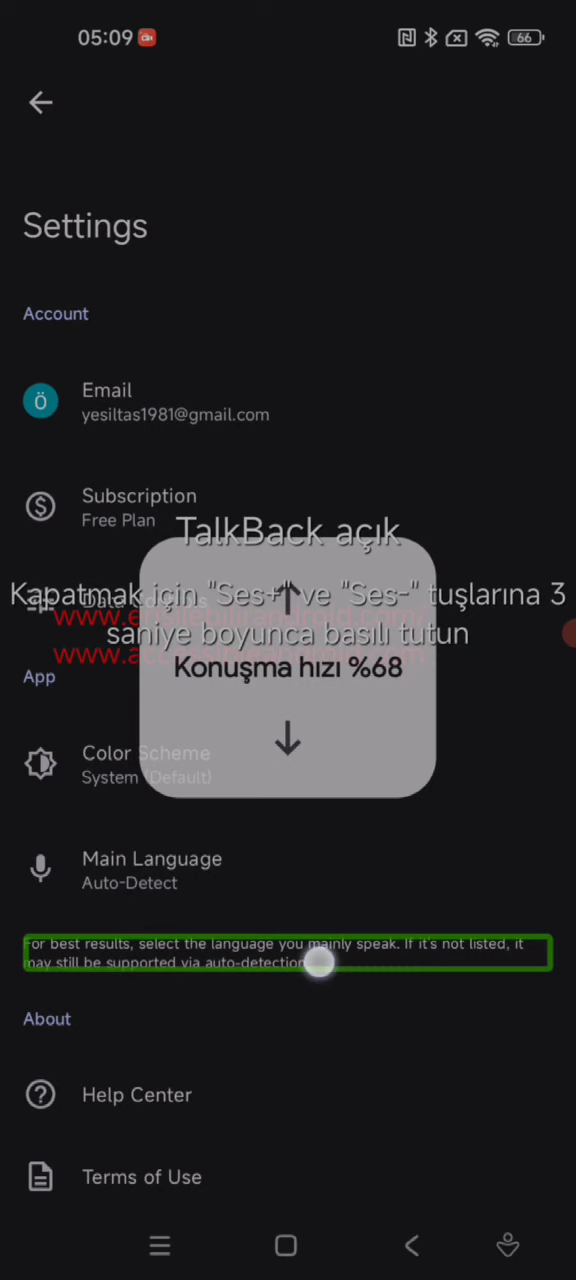 05:09
66
Settings
Account
Ö
Email
yesiltas1981@gmail.com
Subscription
Free Plan
TalkBack açık
Kapatmak için "Ses+" ve "Ses-" tuşlarına 3
saniye boyunca basılı tutun
Konuşma hızı %68
App
Color Scheme
System (Default)
Main Language
Auto-Detect
For best results, select the language you mainly speak. If it's not listed, it
may still be supported via auto-detection
About
Help Center
Terms of Use